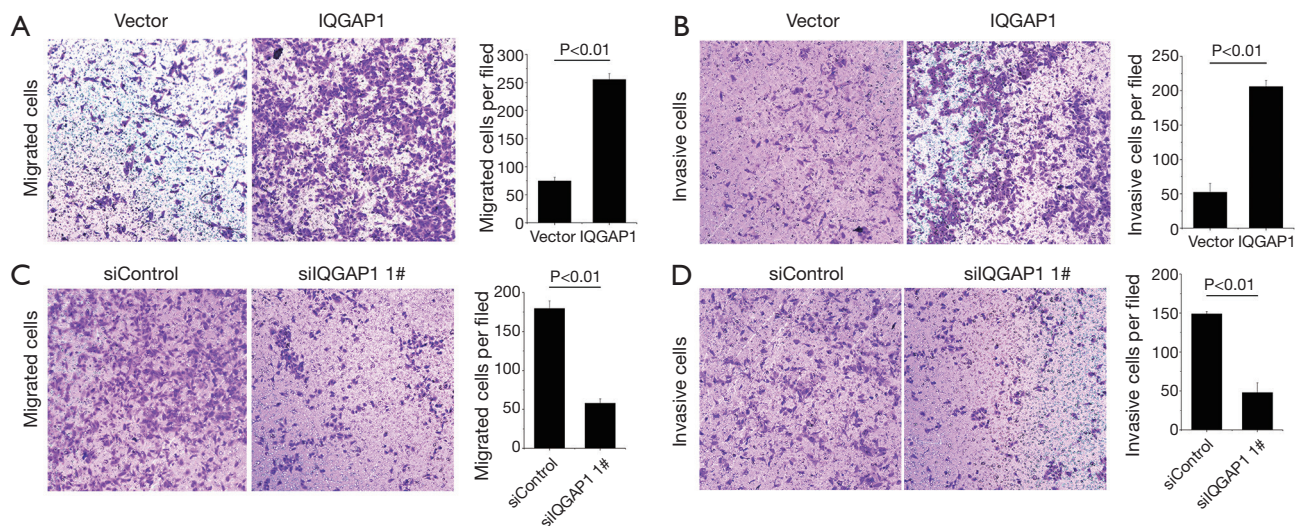 A
Vector
IQGAP1
Migrated cells
Migrated cells per filed
300
250
200
150
100
50
0
P<0.01
Vector IQGAP1
B
Vector
IQGAP1
Invasive cells
Invasive cells per filed
250
200
150
100
50
0
P<0.01
Vector IQGAP1
C
siControl
siIQGAP1 1#
Migrated cells
Migrated cells per filed
200
150
100
50
0
P<0.01
siControl
siIQGAP1 1#
D
siControl
siIQGAP1 1#
Invasive cells
Invasive cells per filed
200
150
100
50
0
P<0.01
siControl
siIQGAP1 1#